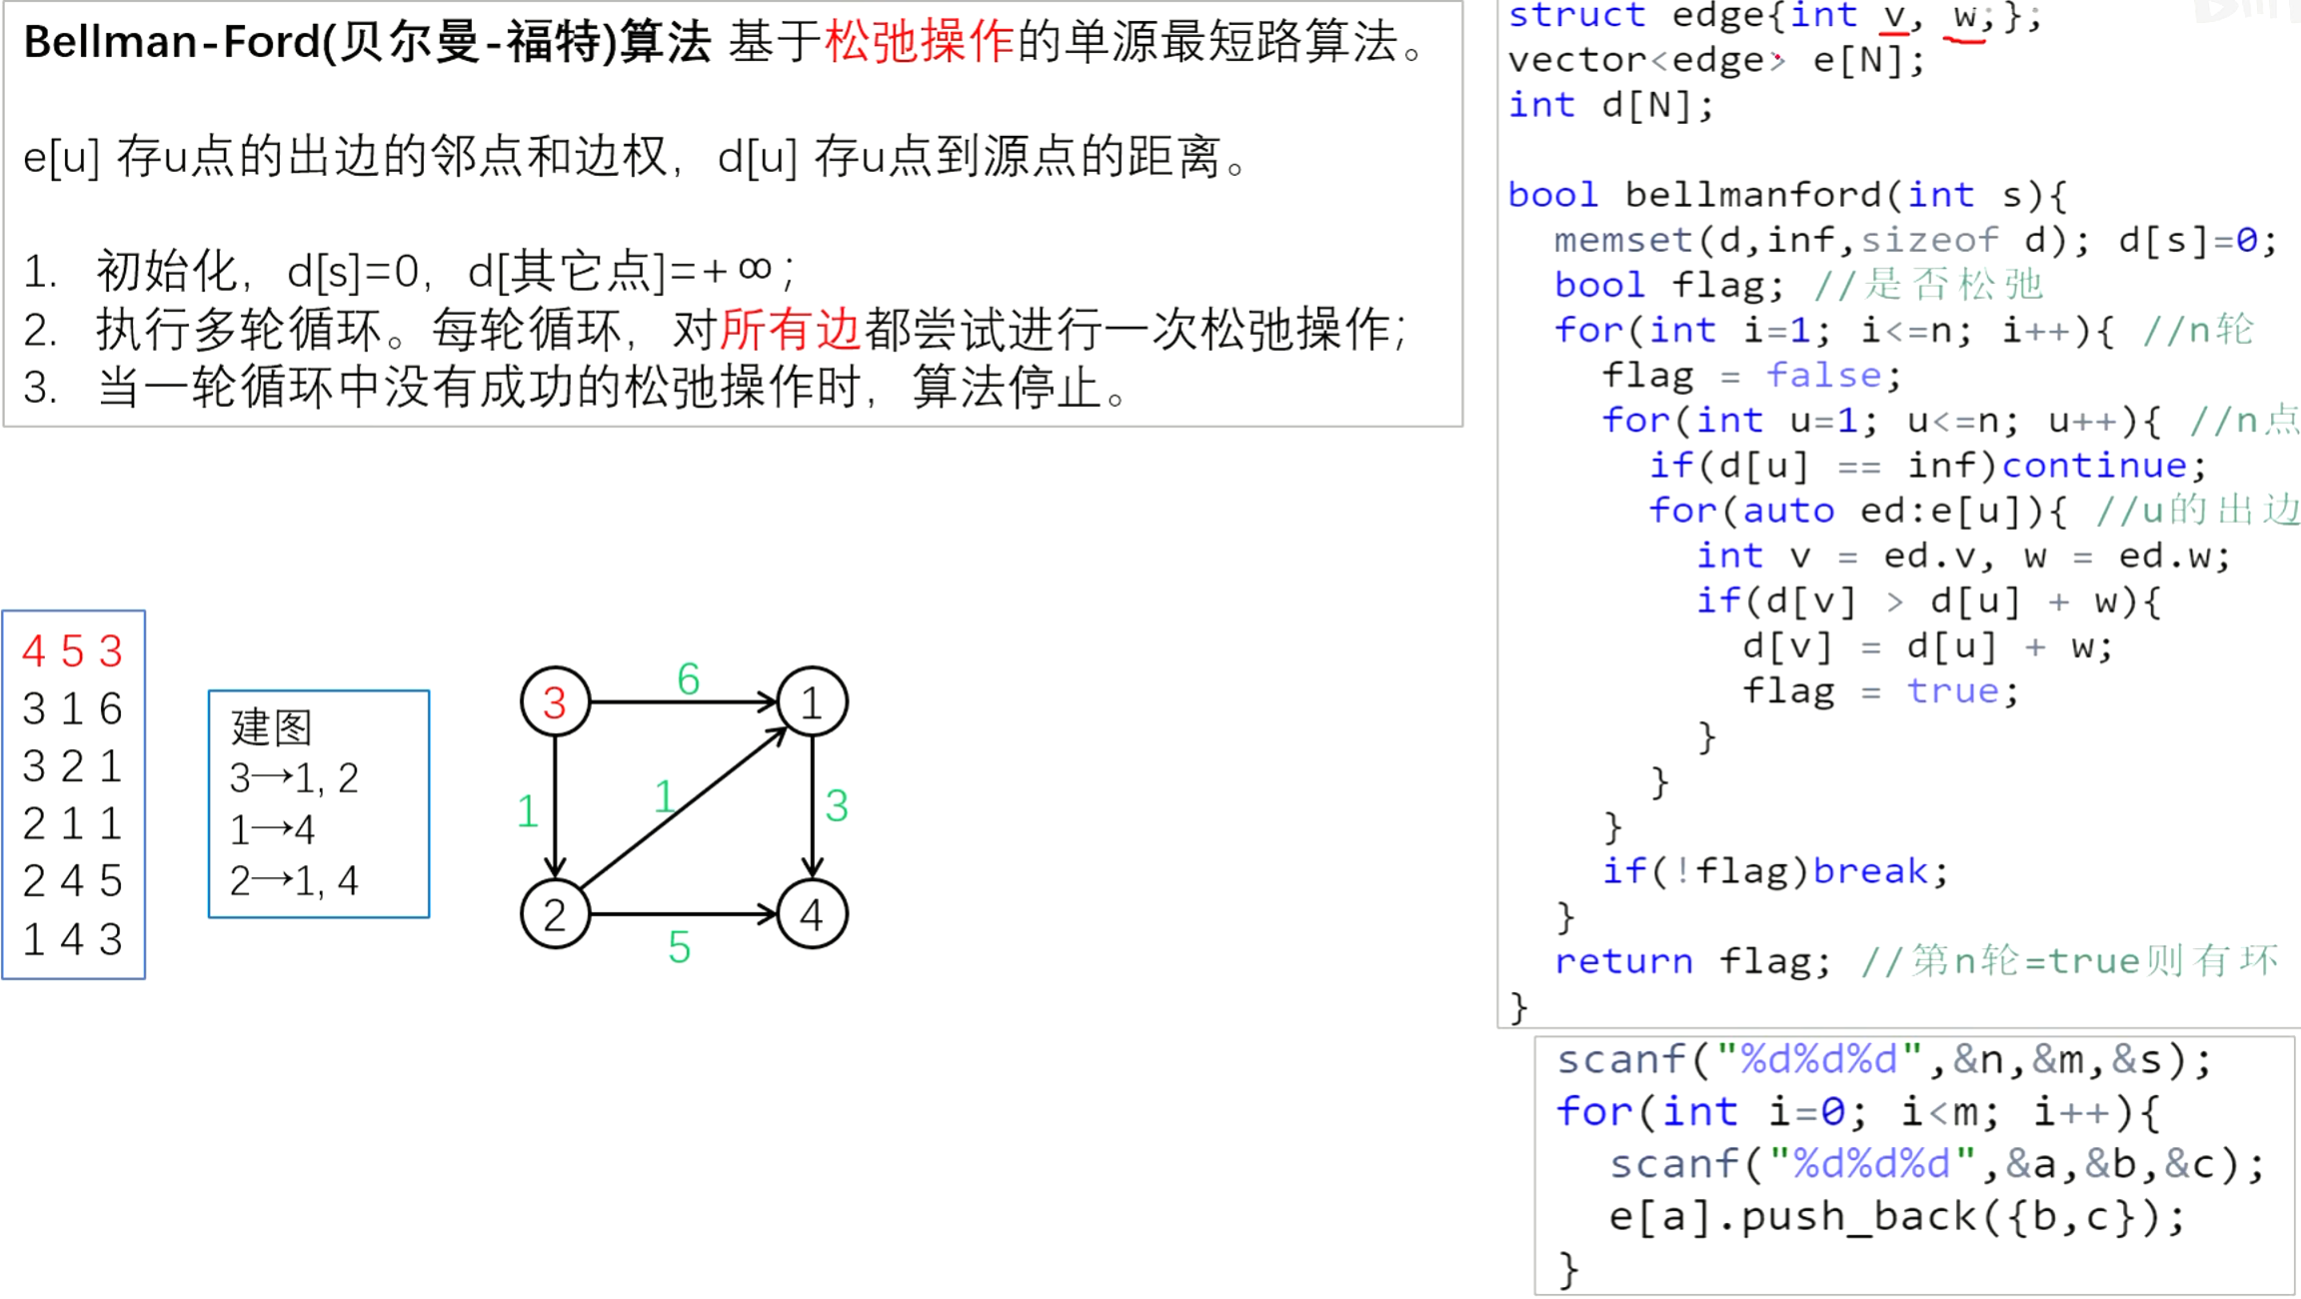 Bellman-Ford(贝尔曼-福特)算法 基于松弛操作的单源最短路算法。
e[u] 存u点的出边的邻点和边权，d[u] 存u点到源点的距离。
1. 初始化，d[s]=0，d[其它点]=+∞；
2. 执行多轮循环。每轮循环，对所有边都尝试进行一次松弛操作；
3. 当一轮循环中没有成功的松弛操作时，算法停止。
4 5 3
3 1 6
3 2 1
2 1 1
2 4 5
1 4 3
建图
3→1, 2
1→4
2→1, 4
3
6
1
1
1
3
2
5
4
struct edge{int v, w;};
vector<edge> e[N];
int d[N];
bool bellmanford(int s){
memset(d,inf,sizeof d); d[s]=0;
bool flag; //是否松弛
for(int i=1; i<=n; i++){ //n轮
flag = false;
for(int u=1; u<=n; u++){ //n点
if(d[u] == inf)continue;
for(auto ed:e[u]){ //u的出边
int v = ed.v, w = ed.w;
if(d[v] > d[u] + w){
d[v] = d[u] + w;
flag = true;
}
}
}
if(!flag)break;
}
return flag; //第n轮=true则有环
}
scanf("%d%d%d",&n,&m,&s);
for(int i=0; i<m; i++){
scanf("%d%d%d",&a,&b,&c);
e[a].push_back({b,c});
}